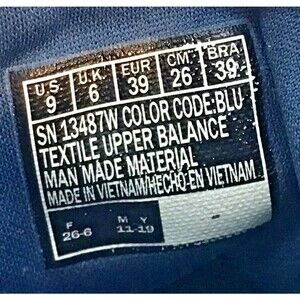 U.S. U.K. EUR CM BRA
9 6 39 26 39
SN 13487W COLOR CODE:BLU
TEXTILE UPPER BALANCE
MAN MADE MATERIAL
MADE IN VIETNAM/HECHO EN VIETNAM
F M Y
26-6 11-19